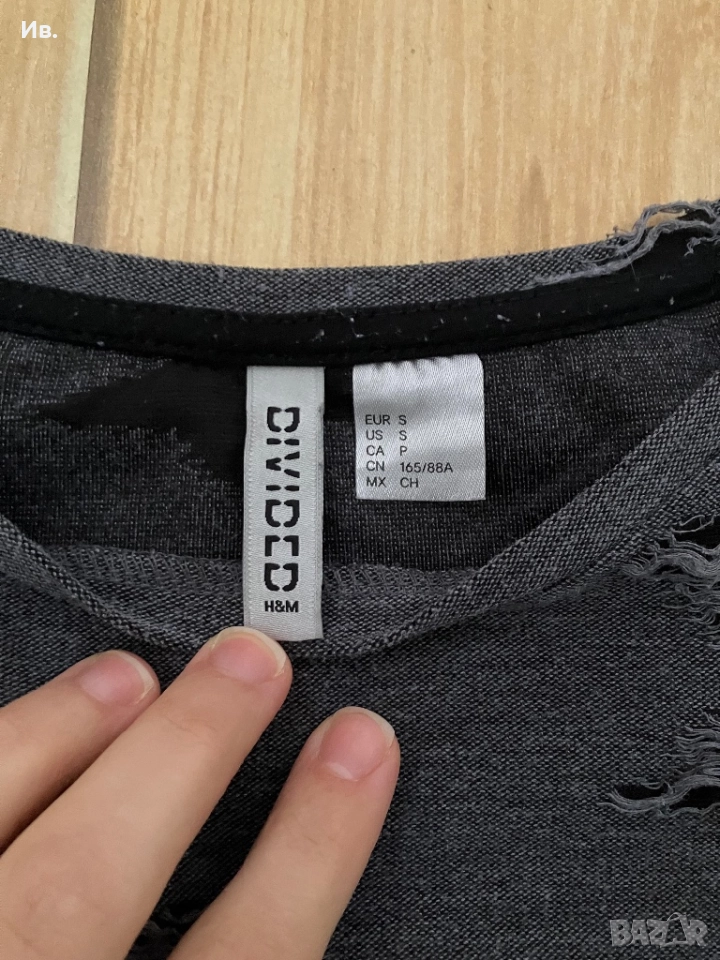 Ив.
DIVIDED
H&M
EUR S
US S
CA P
CN 165/88A
MX CH
BAZAR